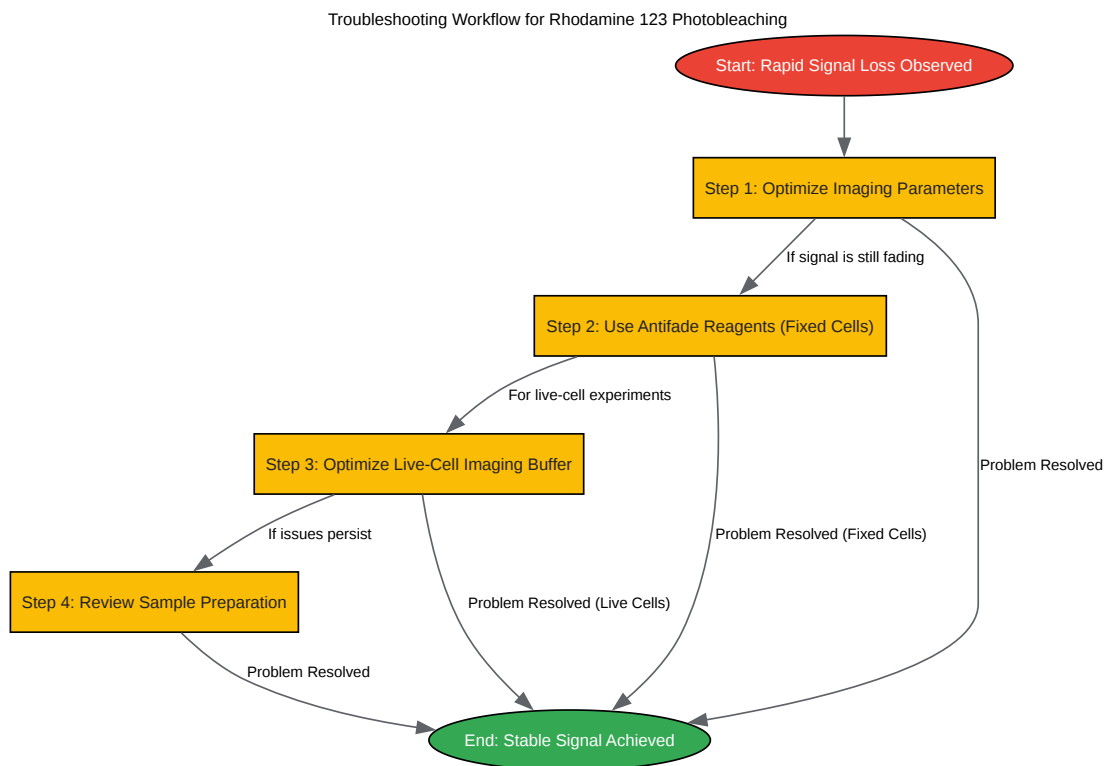 Troubleshooting Workflow for Rhodamine 123 Photobleaching
Start: Rapid Signal Loss Observed
Step 1: Optimize Imaging Parameters
If signal is still fading
Step 2: Use Antifade Reagents (Fixed Cells)
For live-cell experiments
Step 3: Optimize Live-Cell Imaging Buffer
Problem Resolved
If issues persist
Problem Resolved (Fixed Cells)
Step 4: Review Sample Preparation
Problem Resolved (Live Cells)
Problem Resolved
End: Stable Signal Achieved